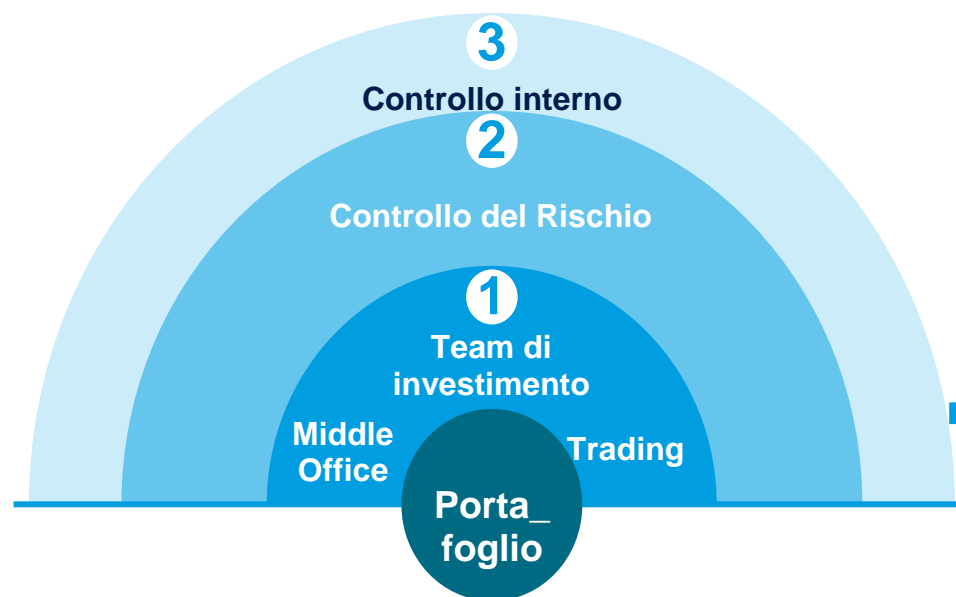 3
Controllo interno
2
Controllo del Rischio
1
Team di
investimento
Middle
Office
Trading
Porta_
foglio